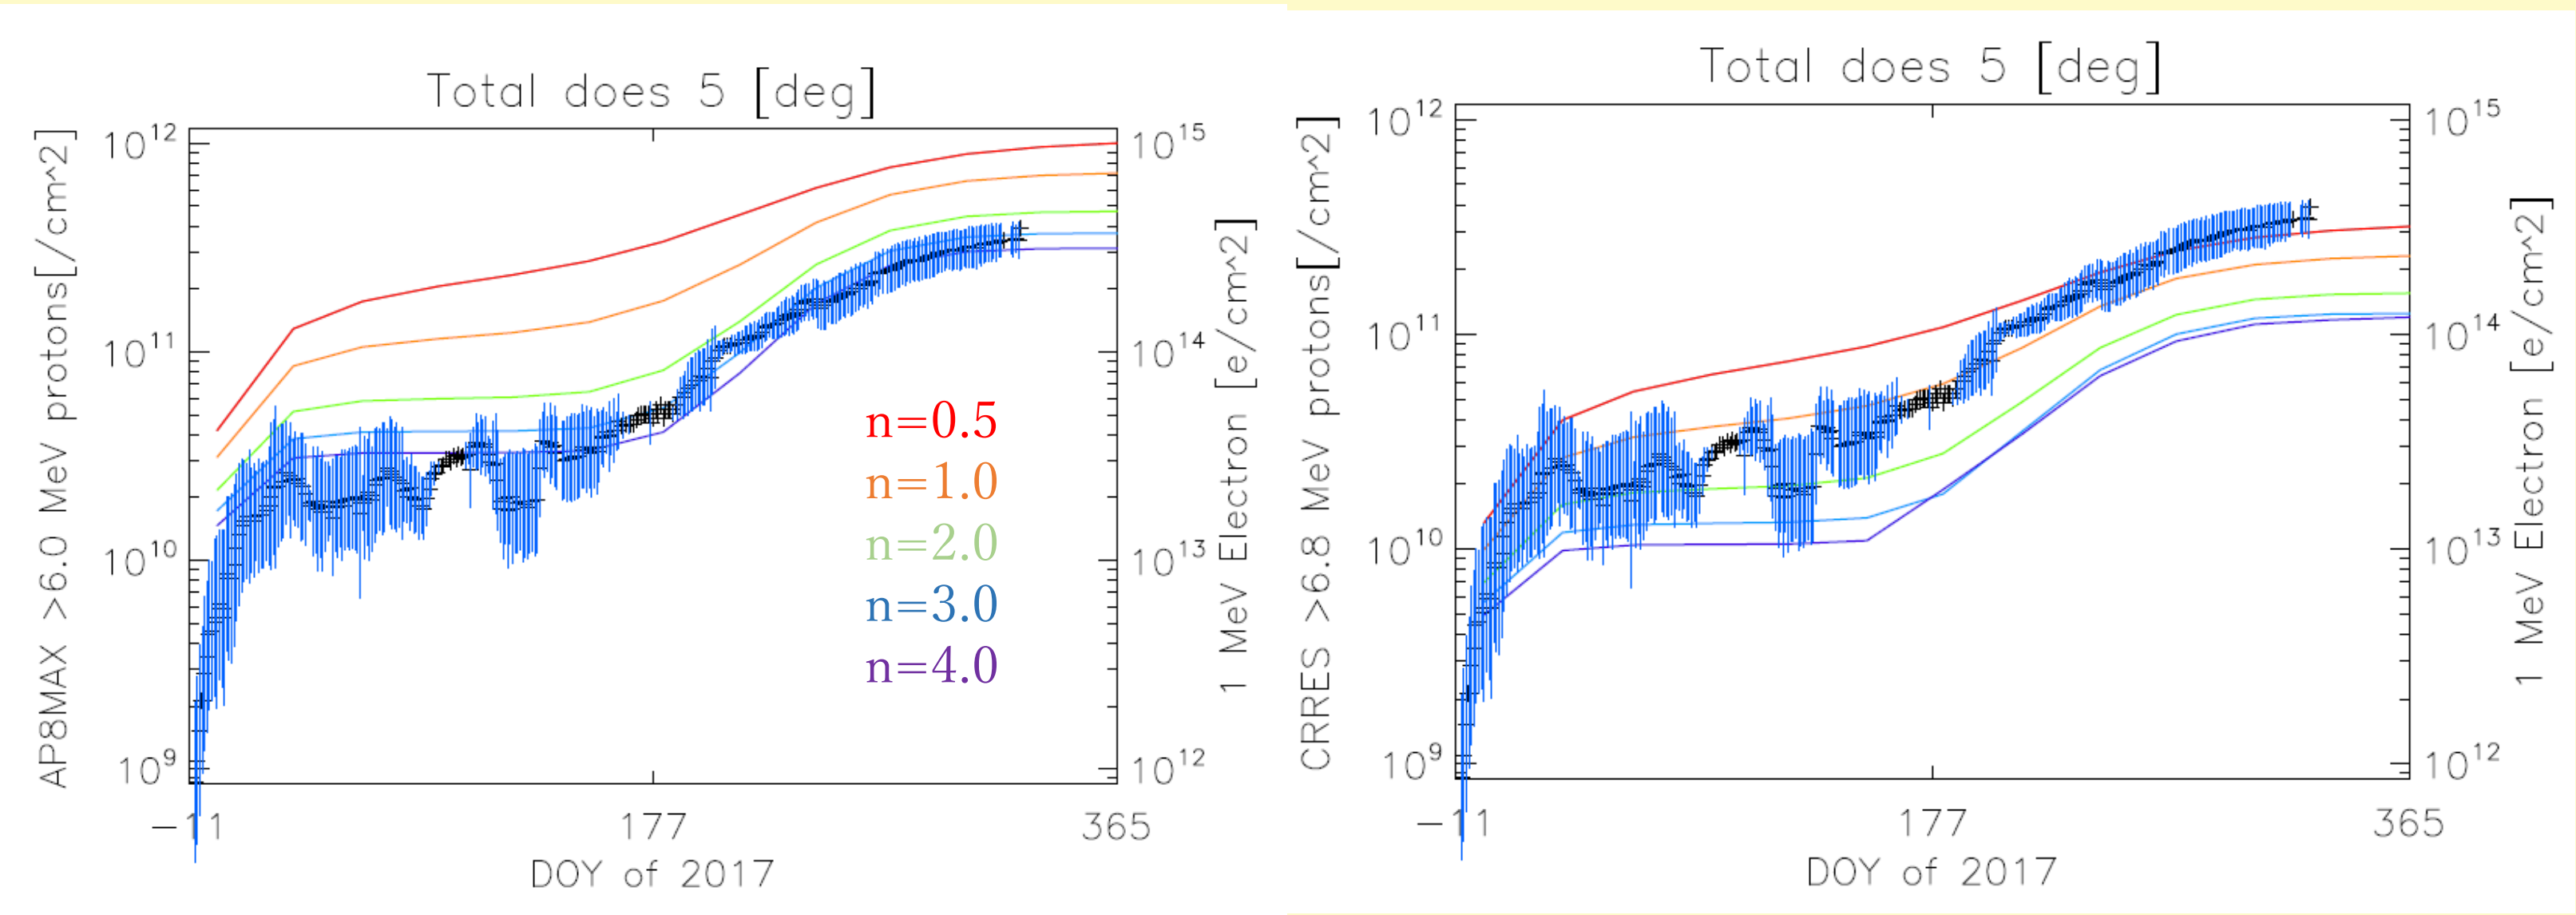 Total does 5 [deg]
AP8MAX >6.0 MeV protons[/cm^2]
10^12
10^11
10^10
10^9
10^15
10^14
10^13
10^12
1 MeV Electron [e/cm^2]
n=0.5
n=1.0
n=2.0
n=3.0
n=4.0
−11 177 365
DOY of 2017
Total does 5 [deg]
CRRES >6.8 MeV protons[/cm^2]
10^12
10^11
10^10
10^9
10^15
10^14
10^13
10^12
1 MeV Electron [e/cm^2]
−11 177 365
DOY of 2017